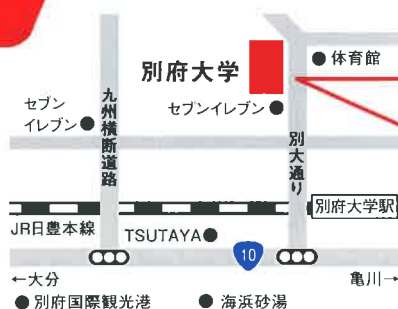 体育館
別府大学
セブンイレブン
セブン
イレブン
九州横断道路
別大通り
別府大学駅
JR日豊本線
TSUTAYA
10
←大分
亀川→
別府国際観光港
海浜砂湯